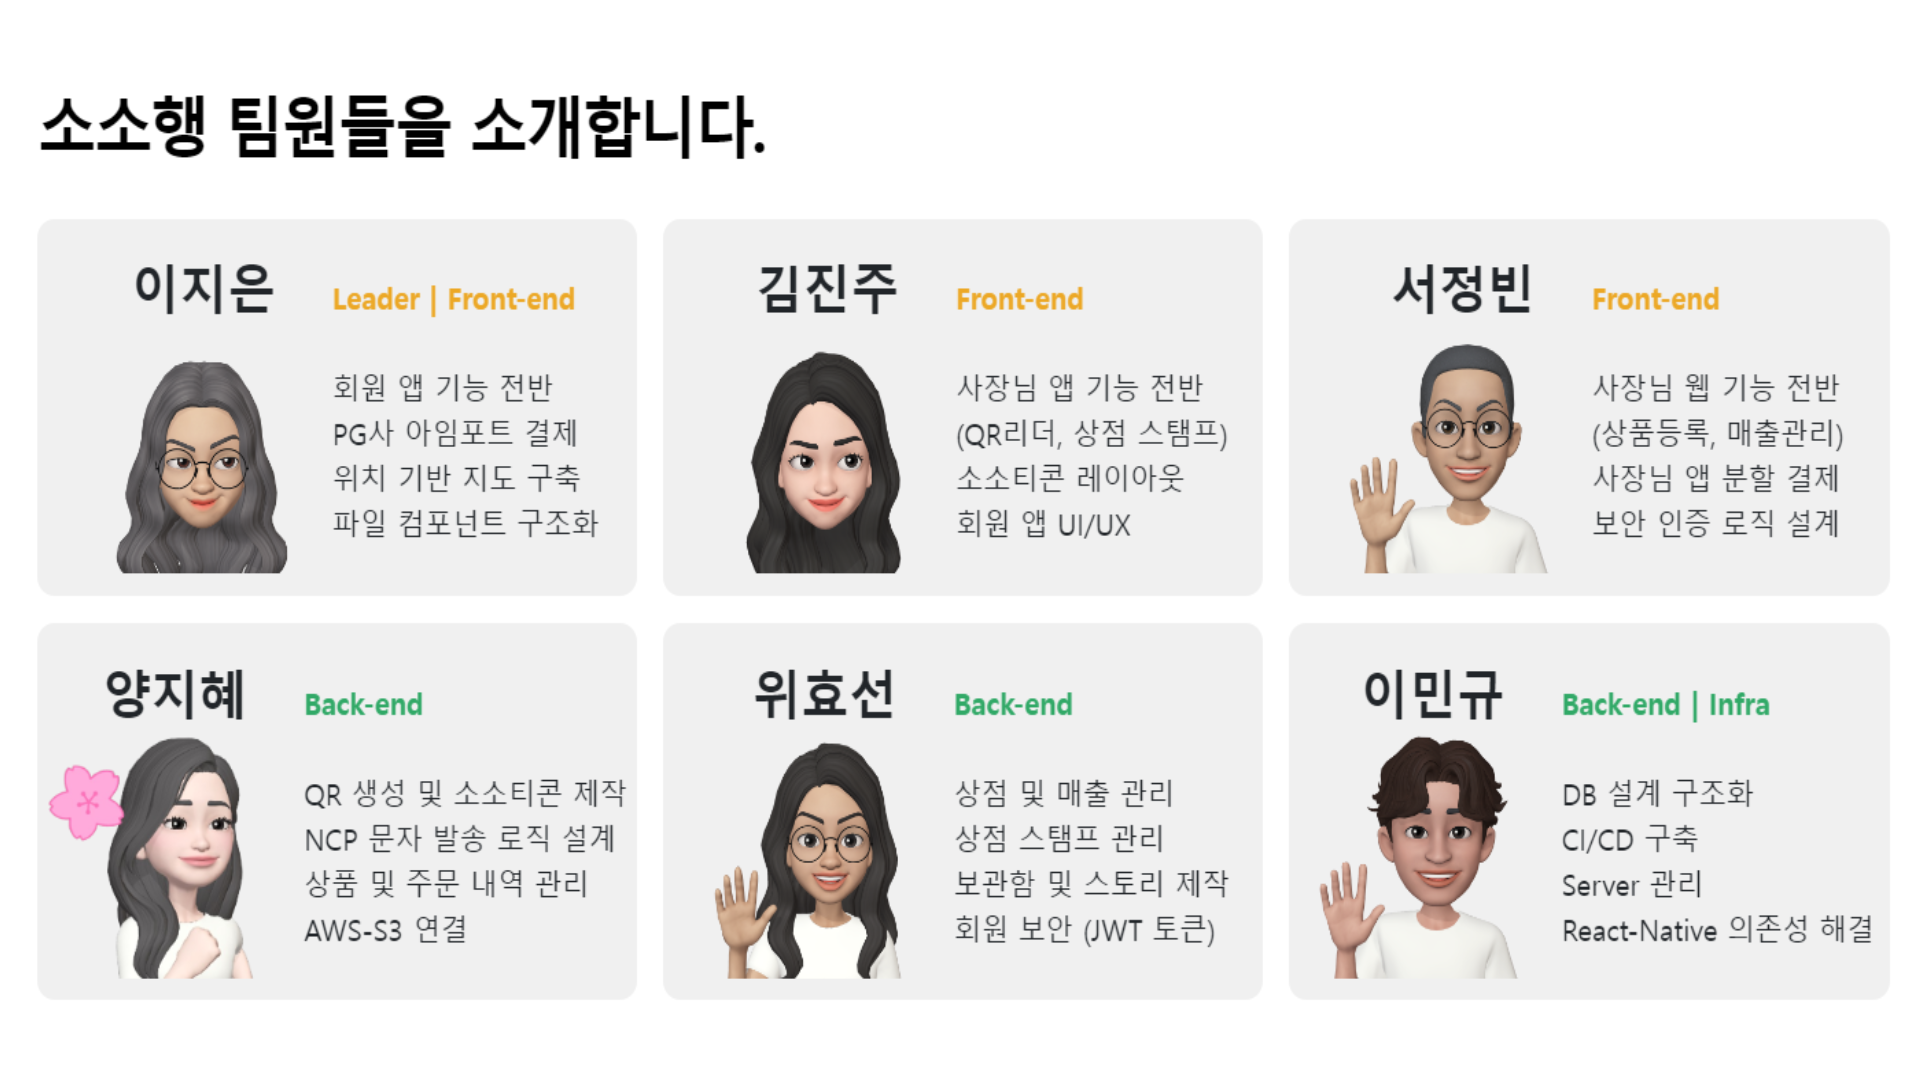 소소행 팀원들을 소개합니다.
이지은
Leader | Front-end
회원 앱 기능 전반
PG사 아임포트 결제
위치 기반 지도 구축
파일 컴포넌트 구조화
김진주
Front-end
사장님 앱 기능 전반
(QR리더, 상점 스탬프)
소소티콘 레이아웃
회원 앱 UI/UX
서정빈
Front-end
사장님 웹 기능 전반
(상품등록, 매출관리)
사장님 앱 분할 결제
보안 인증 로직 설계
양지혜
Back-end
QR 생성 및 소소티콘 제작
NCP 문자 발송 로직 설계
상품 및 주문 내역 관리
AWS-S3 연결
위효선
Back-end
상점 및 매출 관리
상점 스탬프 관리
보관함 및 스토리 제작
회원 보안 (JWT 토큰)
이민규
Back-end | Infra
DB 설계 구조화
CI/CD 구축
Server 관리
React-Native 의존성 해결